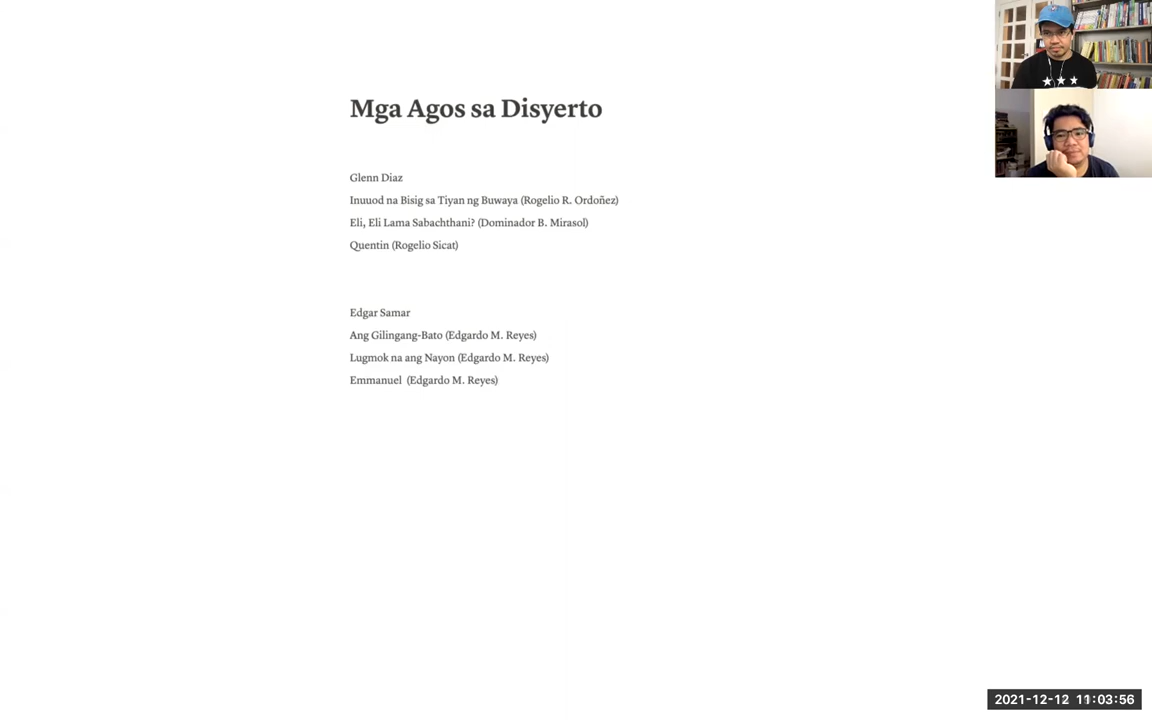 Mga Agos sa Disyerto
Glenn Diaz
Inuuod na Bisig sa Tiyan ng Buwaya (Rogelio R. Ordoñez)
Eli, Eli Lama Sabachthani? (Dominador B. Mirasol)
Quentin (Rogelio Sicat)
Edgar Samar
Ang Gilingang-Bato (Edgardo M. Reyes)
Lugmok na ang Nayon (Edgardo M. Reyes)
Emmanuel  (Edgardo M. Reyes)
2021-12-12 11:03:56